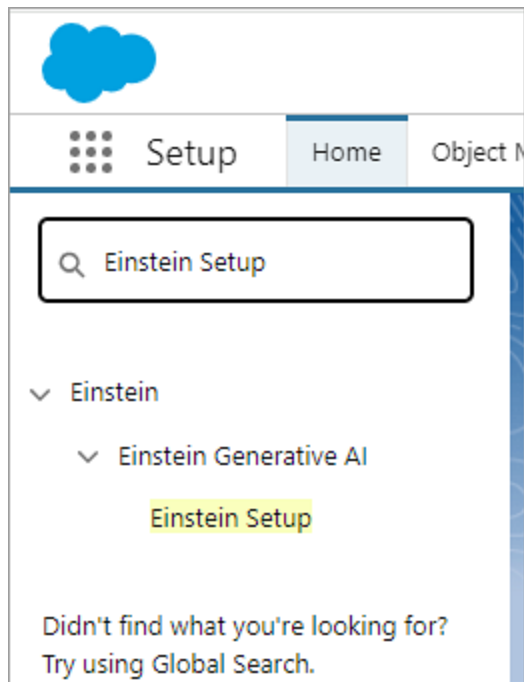 Setup
Home
Object
Einstein Setup
Einstein
Einstein Generative AI
Einstein Setup
Didn't find what you're looking for?
Try using Global Search.